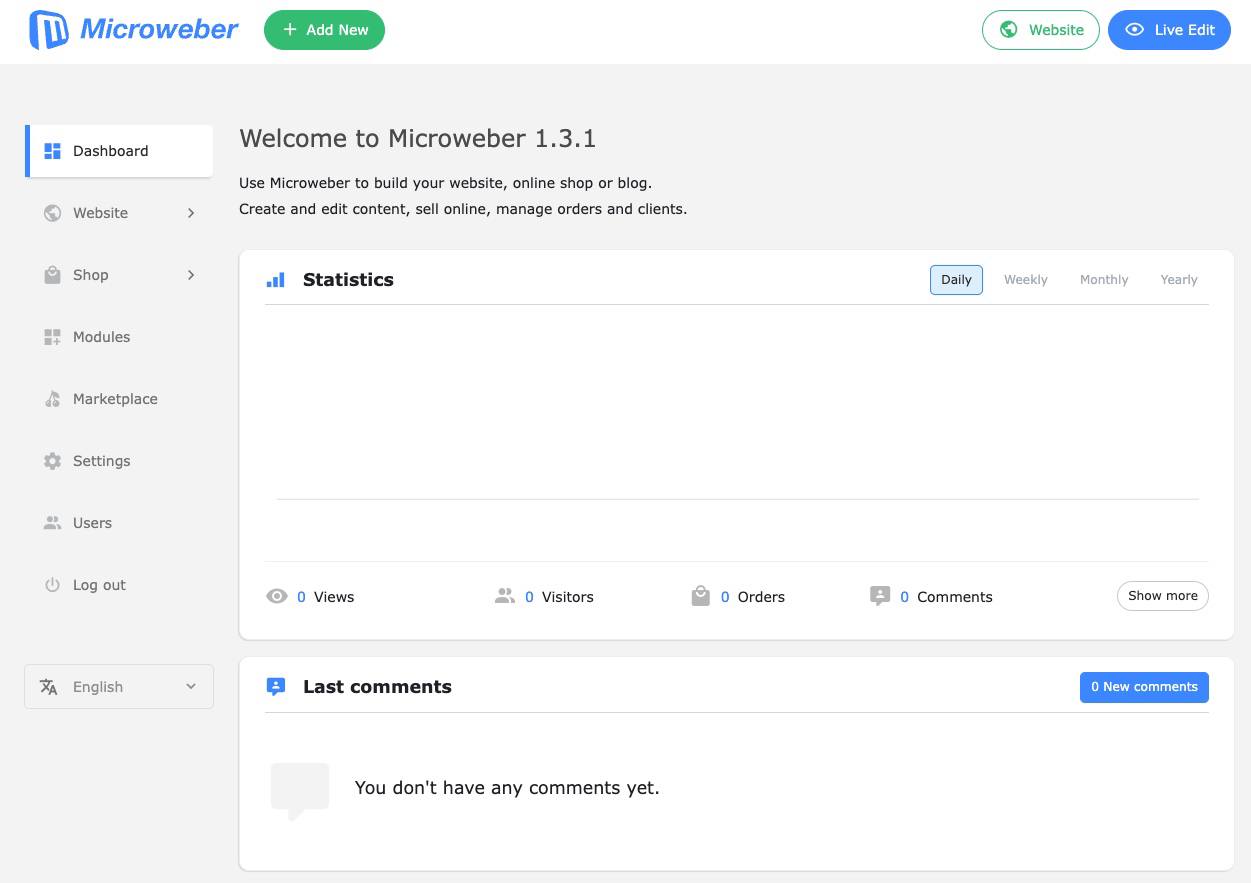 Microweber
Add New
Website
Live Edit
Dashboard
Website
Shop
Modules
Marketplace
Settings
Users
Log out
English
Welcome to Microweber 1.3.1
Use Microweber to build your website, online shop or blog.
Create and edit content, sell online, manage orders and clients.
Statistics
Daily Weekly Monthly Yearly
0 Views 0 Visitors 0 Orders 0 Comments Show more
Last comments
0 New comments
You don't have any comments yet.